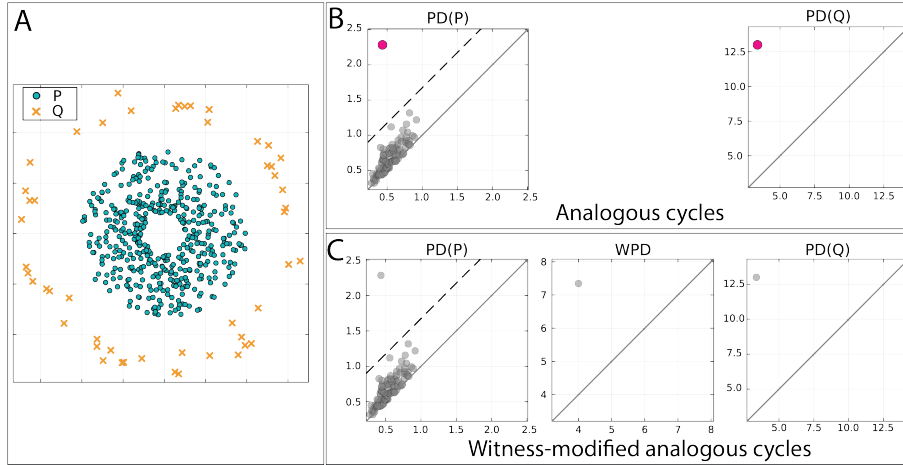 A
P
Q
B
PD(P)
2.5
2.0
1.5
1.0
0.5
0.5 1.0 1.5 2.0 2.5
PD(Q)
12.5
10.0
7.5
5.0
5.0 7.5 10.0 12.5
Analogous cycles
C
PD(P)
2.5
2.0
1.5
1.0
0.5
0.5 1.0 1.5 2.0 2.5
WPD
8
7
6
5
4
4 5 6 7 8
PD(Q)
12.5
10.0
7.5
5.0
5.0 7.5 10.0 12.5
Witness-modified analogous cycles